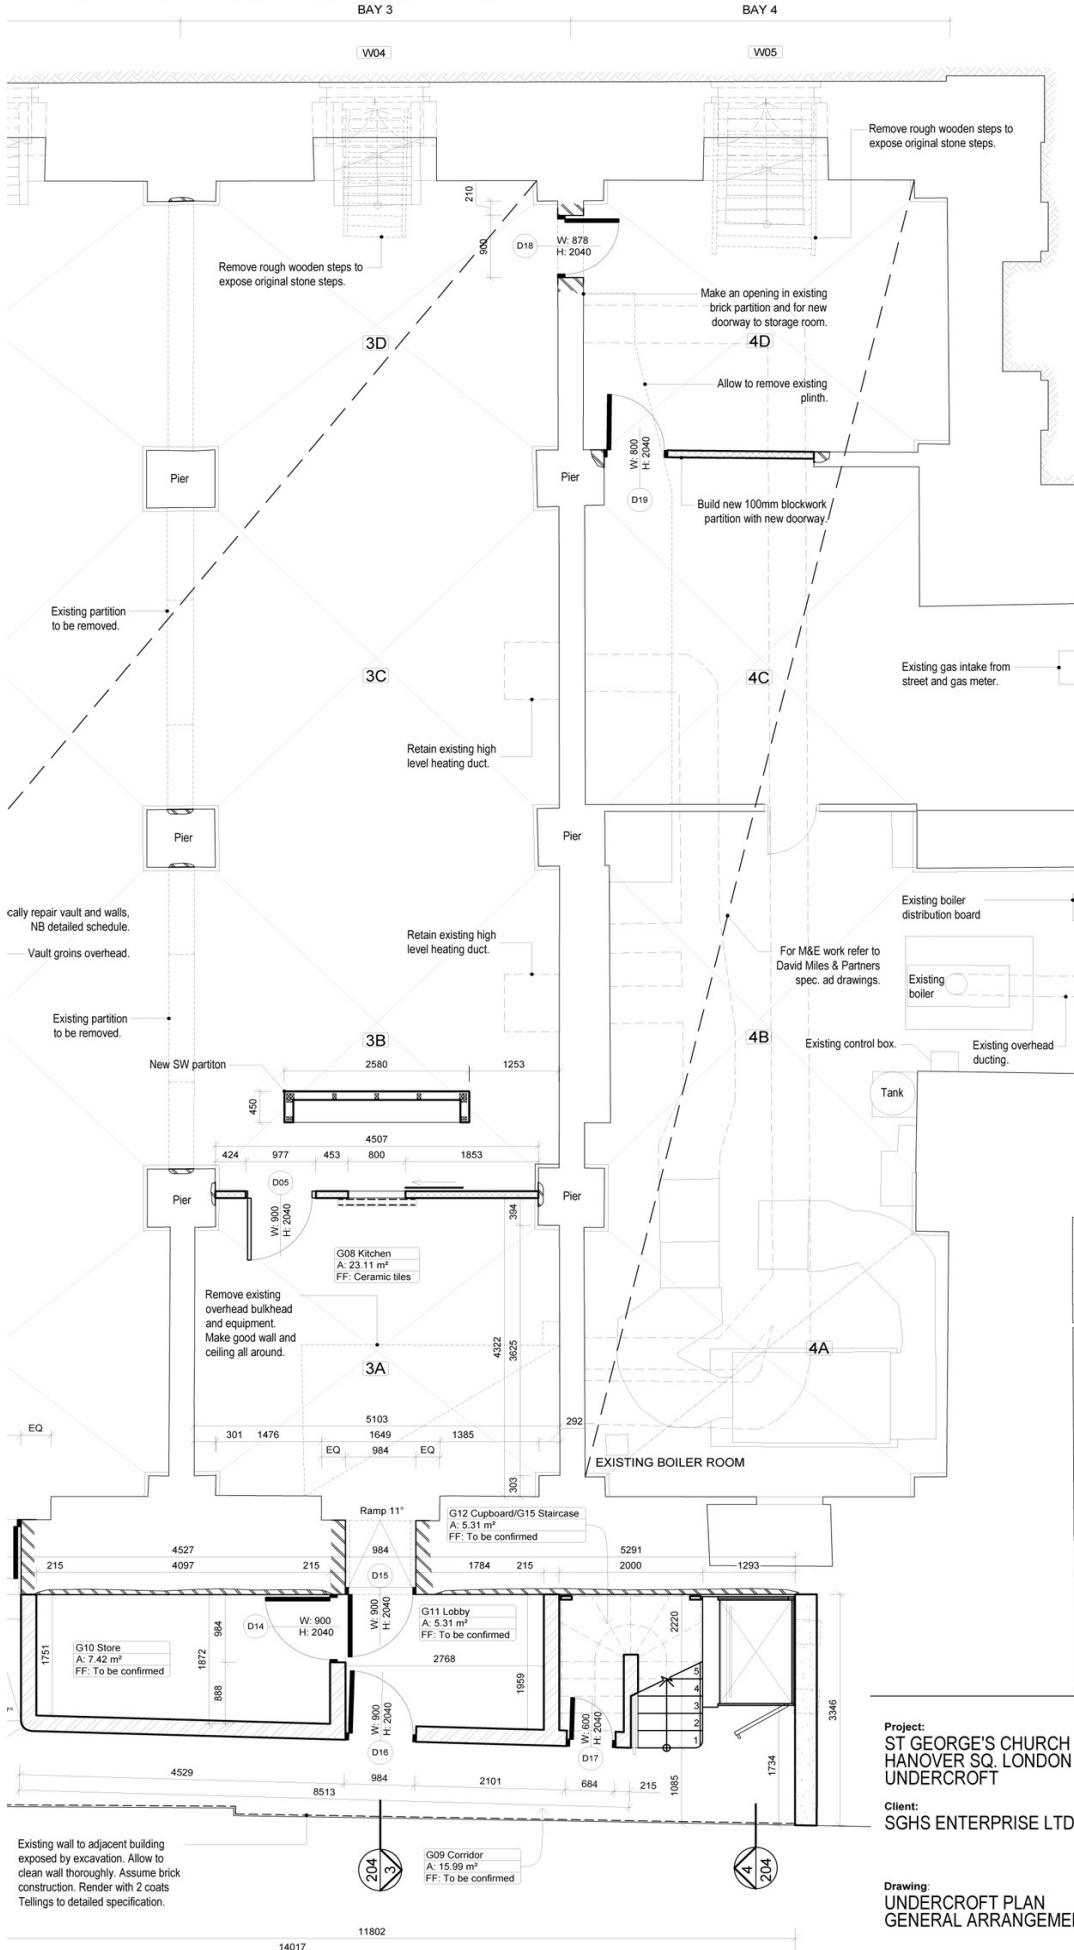 BAY 3
BAY 4
W04
W05
Remove rough wooden steps to
expose original stone steps.
210
900
D18
W: 878
H: 2040
Remove rough wooden steps to
expose original stone steps.
Make an opening in existing
brick partition and for new
doorway to storage room.
3D
4D
Allow to remove existing
plinth.
W: 800
H: 2040
D19
Pier
Pier
Build new 100mm blockwork
partition with new doorway.
Existing partition
to be removed.
3C
4C
Existing gas intake from
street and gas meter.
Retain existing high
level heating duct.
Pier
Pier
cally repair vault and walls,
NB detailed schedule.
Vault groins overhead.
Retain existing high
level heating duct.
Existing boiler
distribution board
For M&E work refer to
David Miles & Partners
spec. ad drawings.
Existing
boiler
Existing partition
to be removed.
3B
4B
Existing control box.
Existing overhead
ducting.
New SW partiton
2580
1253
450
Tank
4507
424
977
453
800
1853
D05
Pier
Pier
W: 900
H: 2040
394
G08 Kitchen
A: 23.11 m²
FF: Ceramic tiles
Remove existing
overhead bulkhead
and equipment.
Make good wall and
ceiling all around.
4322
3625
3A
4A
5103
292
EQ
301
1476
1649
1385
EQ
984
EQ
EXISTING BOILER ROOM
303
Ramp 11°
G12 Cupboard/G15 Staircase
A: 5.31 m²
FF: To be confirmed
4527
984
5291
215
4097
215
D15
1784
215
2000
1293
W: 900
H: 2040
1751
984
D14
W: 900
H: 2040
G11 Lobby
A: 5.31 m²
FF: To be confirmed
2220
G10 Store
A: 7.42 m²
FF: To be confirmed
1872
2768
888
1959
5
4
3
2
1
3346
W: 900
H: 2040
W: 600
H: 2040
D16
D17
1734
4529
984
2101
684
215
1085
8513
Project:
ST GEORGE'S CHURCH
HANOVER SQ. LONDON
UNDERCROFT
Client:
SGHS ENTERPRISE LTD
Existing wall to adjacent building
exposed by excavation. Allow to
clean wall thoroughly. Assume brick
construction. Render with 2 coats
Tellings to detailed specification.
204
3
G09 Corridor
A: 15.99 m²
FF: To be confirmed
4
204
Drawing:
UNDERCROFT PLAN
GENERAL ARRANGEME
11802
14017